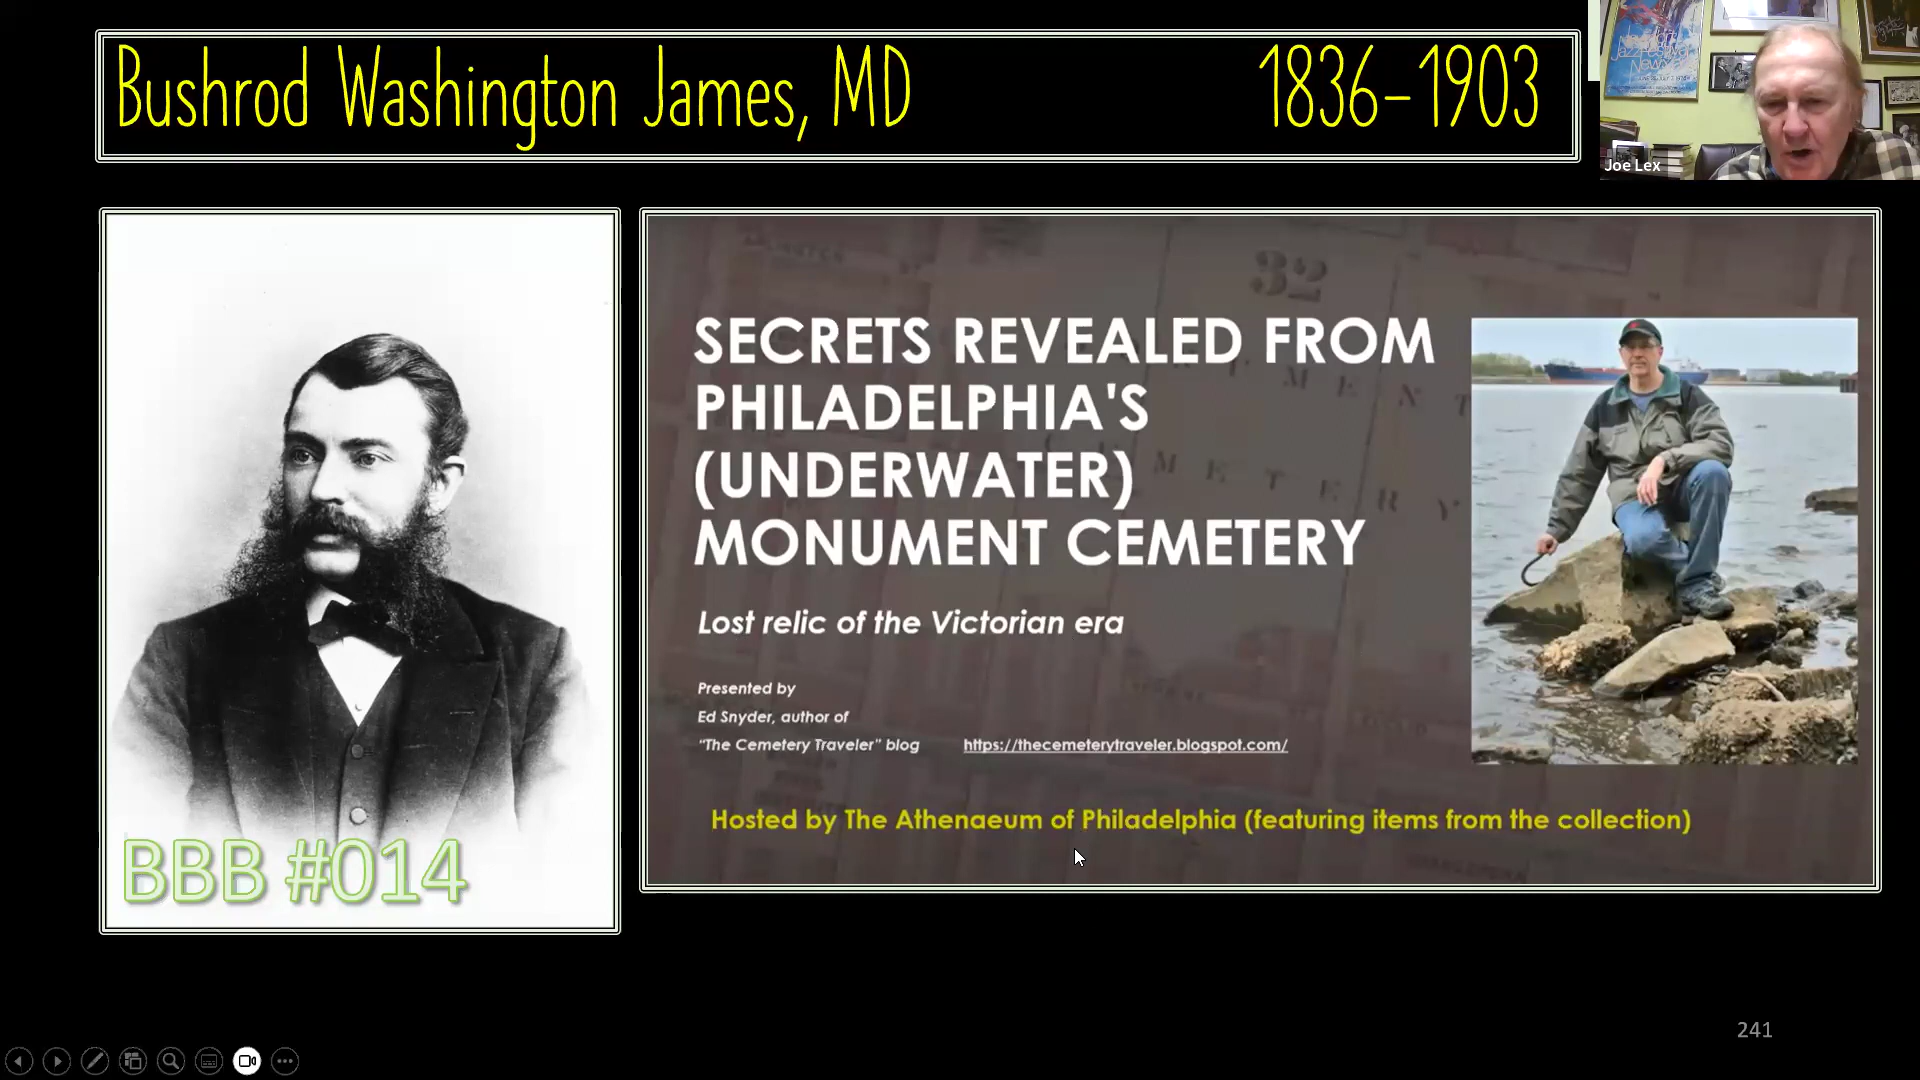 Bushrod Washington James, MD 1836-1903
Joe Lex
BBB #014
32
SECRETS REVEALED FROM
PHILADELPHIA'S
(UNDERWATER)
MONUMENT CEMETERY
Lost relic of the Victorian era
Presented by
Ed Snyder, author of
"The Cemetery Traveler" blog https://thecemeterytraveler.blogspot.com/
Hosted by The Athenaeum of Philadelphia (featuring items from the collection)
241